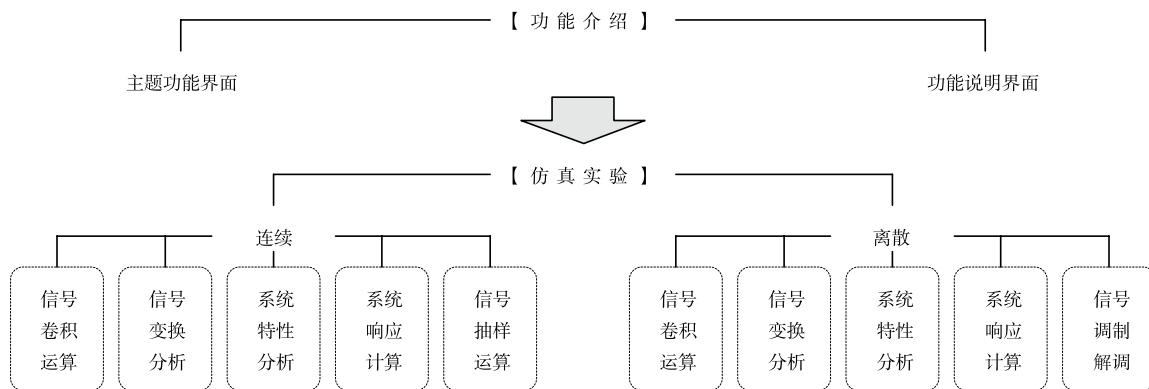 【 功 能 介 绍 】
主题功能界面
功能说明界面
【 仿 真 实 验 】
连续
离散
信号
卷积
运算
信号
变换
分析
系统
特性
分析
系统
响应
计算
信号
抽样
运算
信号
卷积
运算
信号
变换
分析
系统
特性
分析
系统
响应
计算
信号
调制
解调